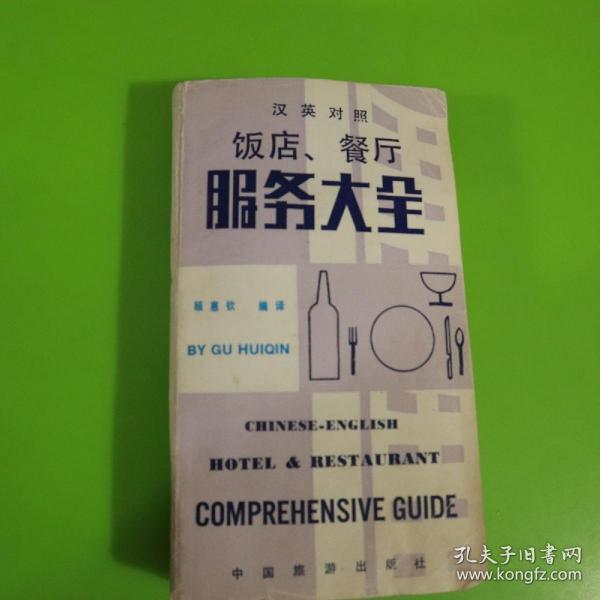 汉英对照
饭店、餐厅
服务大全
顾惠钦 编译
BY GU HUIQIN
CHINESE-ENGLISH
HOTEL & RESTAURANT
COMPREHENSIVE GUIDE
中国旅游出版社
孔夫子旧书网
www.kongfz.com